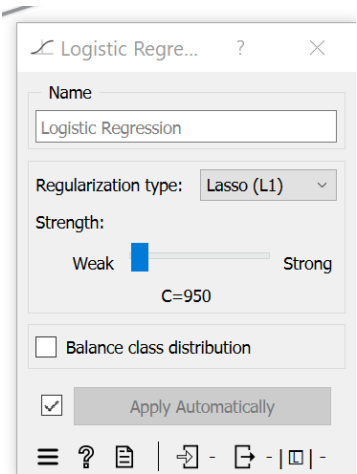 Logistic Regre... ? ×
Name
Logistic Regression
Regularization type: Lasso (L1)
Strength:
Weak Strong
C=950
Balance class distribution
Apply Automatically
? - - | | -